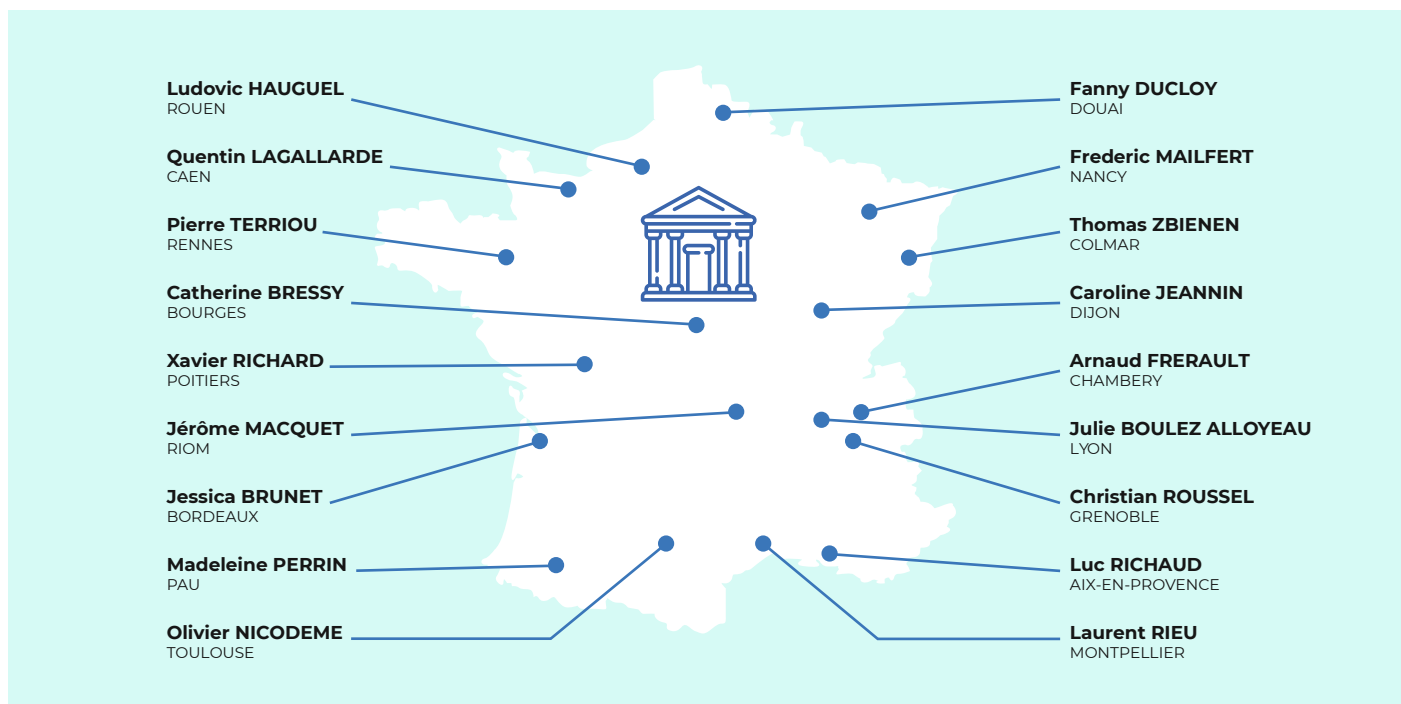 Ludovic HAUGUEL
ROUEN
Quentin LAGALLARDE
CAEN
Pierre TERRIOU
RENNES
Catherine BRESSY
BOURGES
Xavier RICHARD
POITIERS
Jérôme MACQUET
RIOM
Jessica BRUNET
BORDEAUX
Madeleine PERRIN
PAU
Olivier NICODEME
TOULOUSE
Fanny DUCLOY
DOUAI
Frederic MAILFERT
NANCY
Thomas ZBIENEN
COLMAR
Caroline JEANNIN
DIJON
Arnaud FRERAULT
CHAMBERY
Julie BOULEZ ALLOYEAU
LYON
Christian ROUSSEL
GRENOBLE
Luc RICHAUD
AIX-EN-PROVENCE
Laurent RIEU
MONTPELLIER